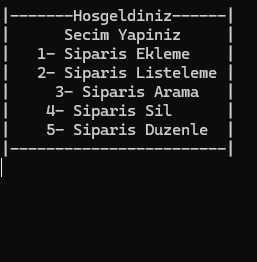 |-------Hosgeldiniz------|
|      Secim Yapiniz     |
|   1- Siparis Ekleme    |
|   2- Siparis Listeleme |
|     3- Siparis Arama   |
|    4- Siparis Sil      |
|    5- Siparis Duzenle  |
|------------------------|